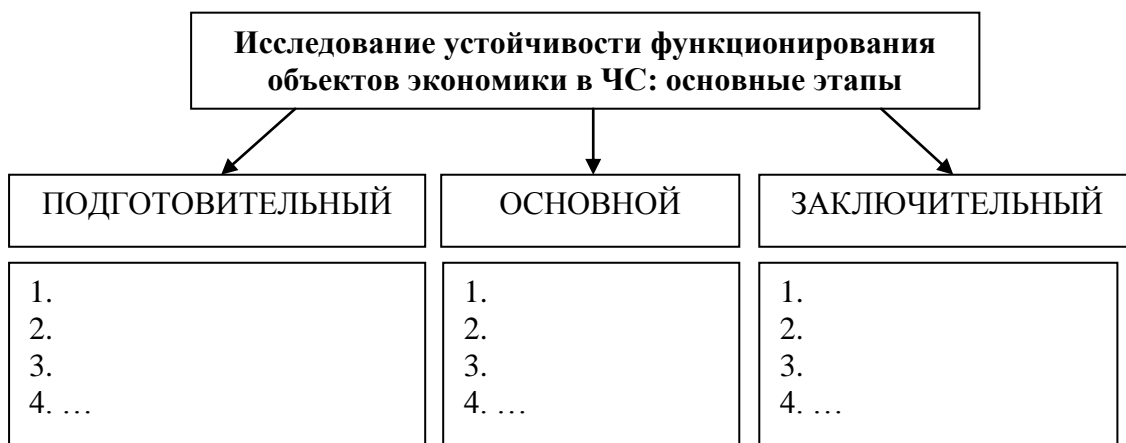 Исследование устойчивости функционирования
объектов экономики в ЧС: основные этапы
ПОДГОТОВИТЕЛЬНЫЙ
ОСНОВНОЙ
ЗАКЛЮЧИТЕЛЬНЫЙ
1.
2.
3.
4. …
1.
2.
3.
4. …
1.
2.
3.
4. …